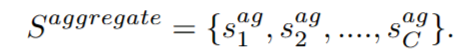 $S^{aggregate} = \{s_1^{ag}, s_2^{ag}, ...., s_C^{ag}\}.$